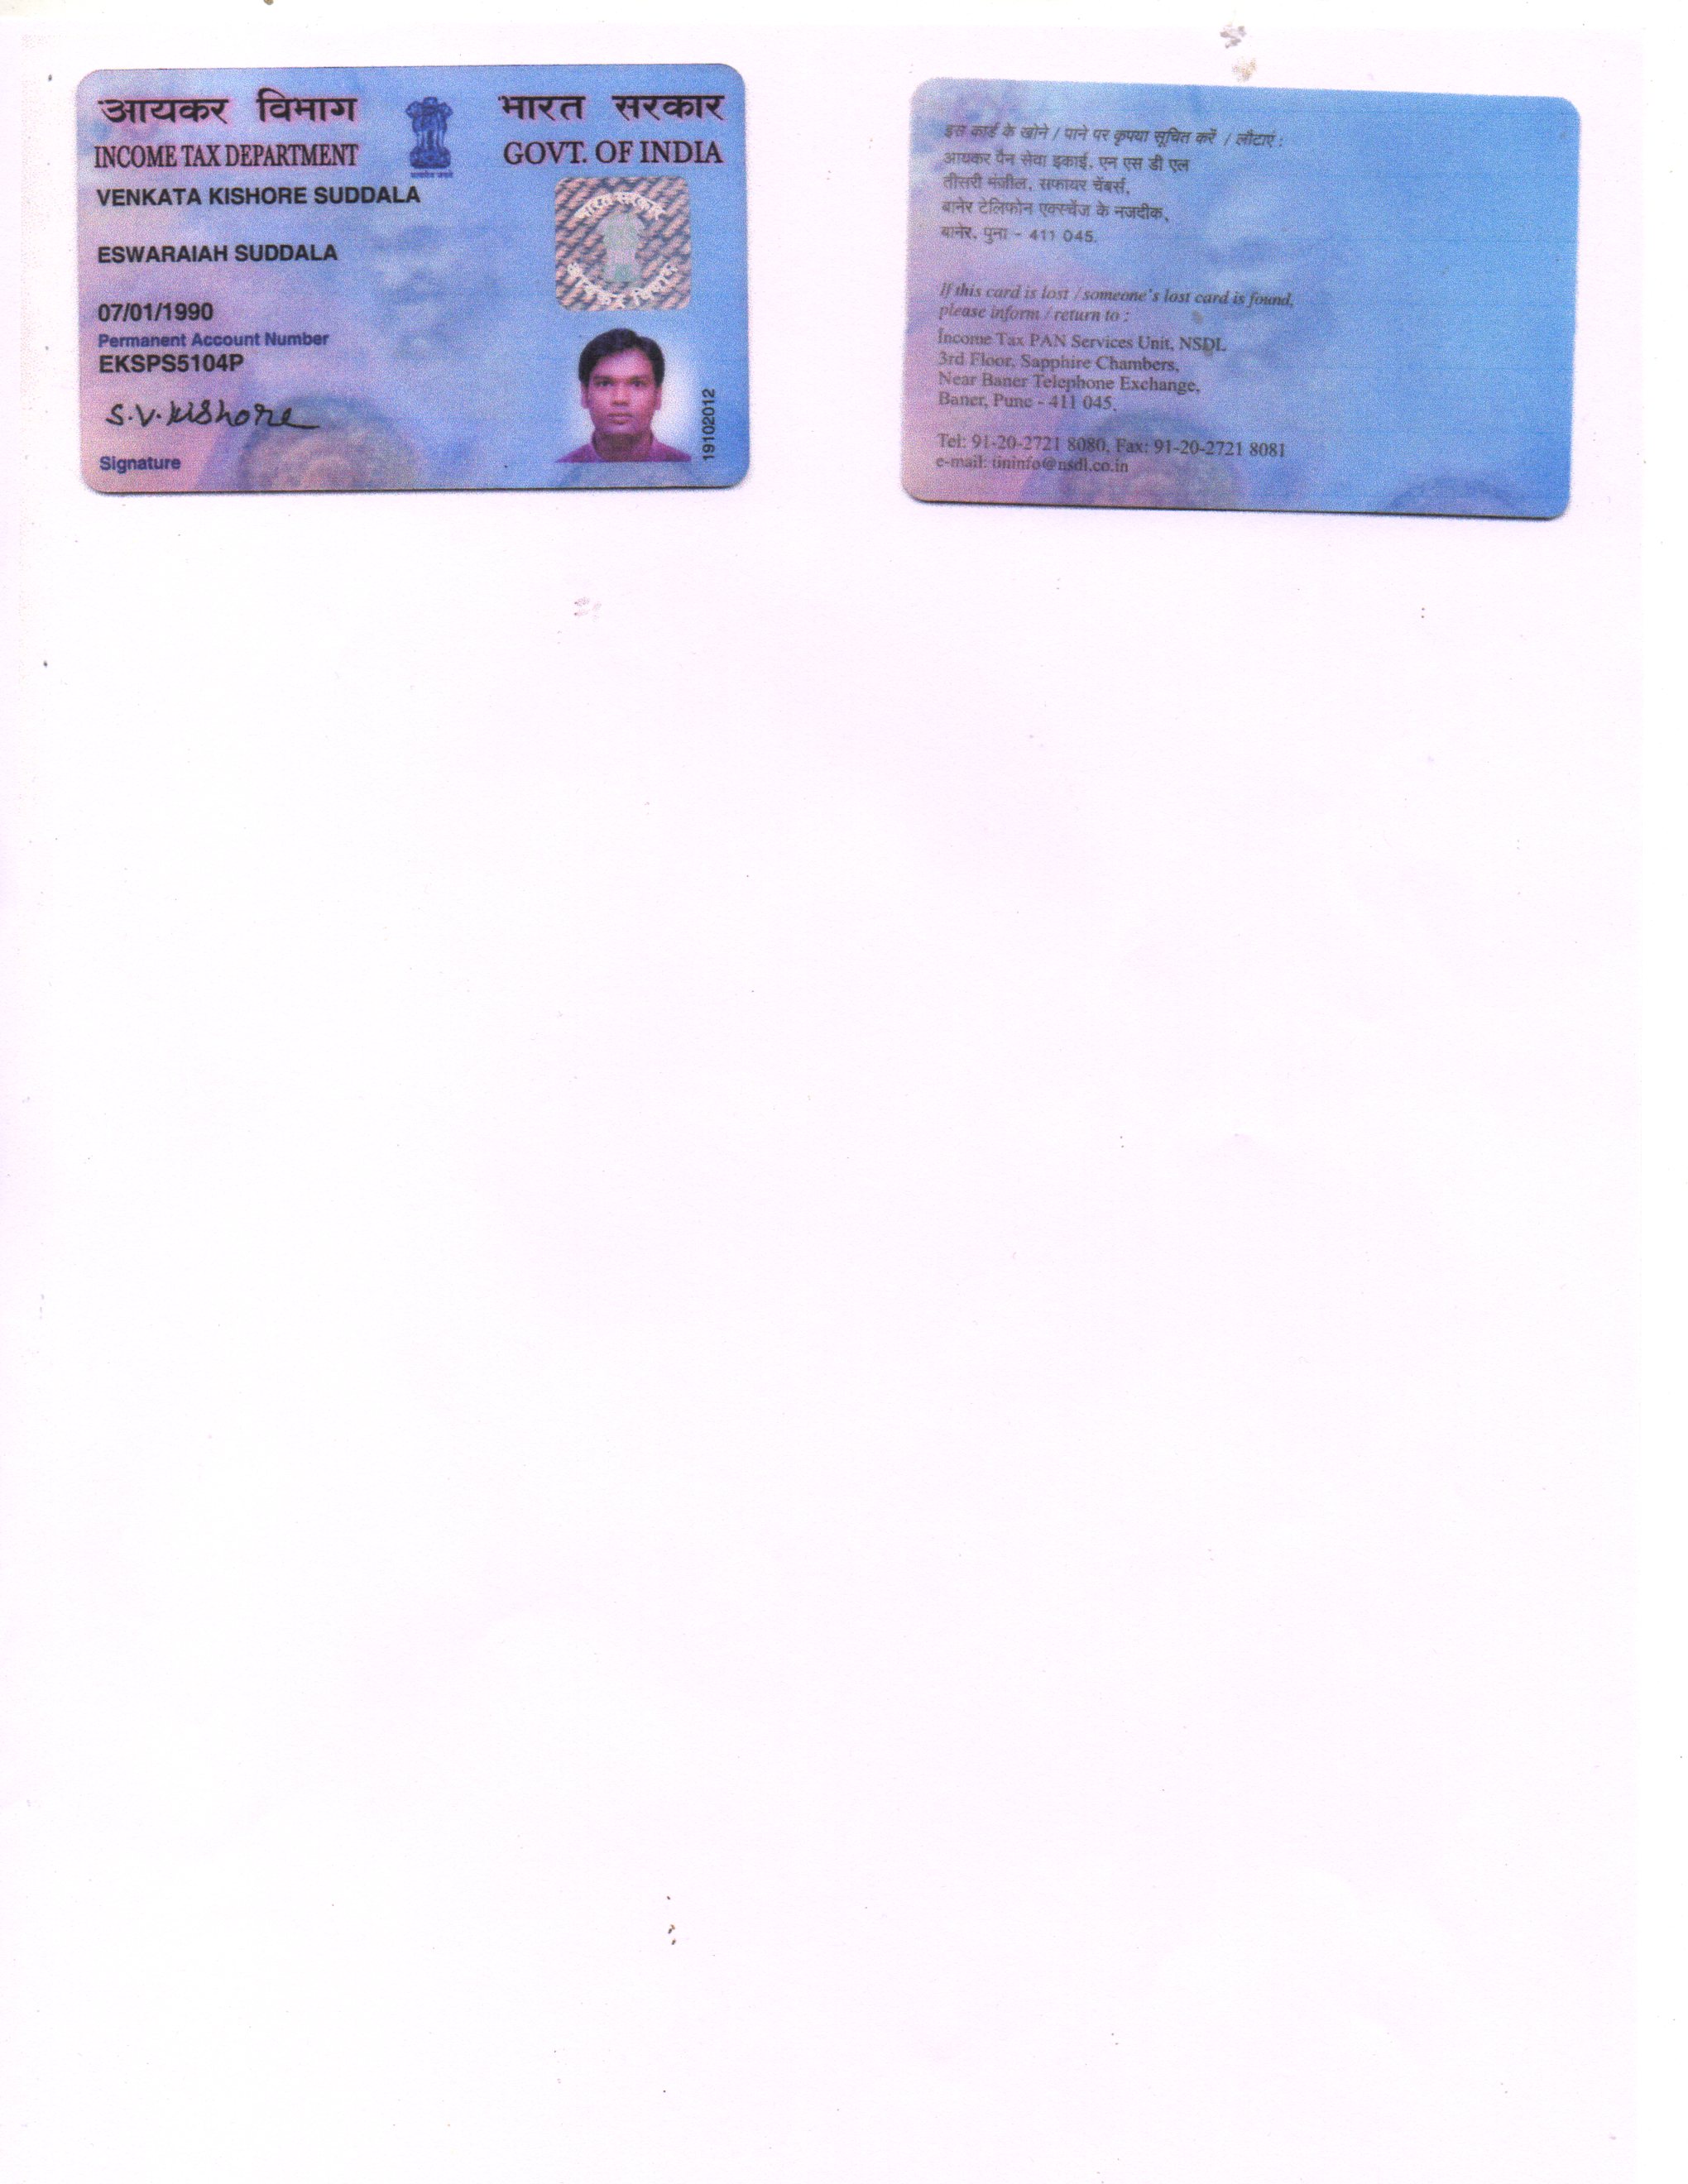 आयकर विभाग
INCOME TAX DEPARTMENT
भारत सरकार
GOVT. OF INDIA
सत्यमेव जयते
VENKATA KISHORE SUDDALA
ESWARAIAH SUDDALA
07/01/1990
Permanent Account Number
EKSPS5104P
S.V.Kishore
Signature
भारत सरकार
आयकर विभाग
19102012
इस कार्ड के खोने / पाने पर कृपया सूचित करें / लौटाएं :
आयकर पैन सेवा इकाई, एन एस डी एल
तीसरी मंजील, सफायर चेंबर्स,
बानेर टेलिफोन एक्स्चेंज के नजदीक,
बानेर, पुना - 411 045.
If this card is lost / someone's lost card is found,
please inform / return to :
Income Tax PAN Services Unit, NSDL
3rd Floor, Sapphire Chambers,
Near Baner Telephone Exchange,
Baner, Pune - 411 045.
Tel: 91-20-2721 8080, Fax: 91-20-2721 8081
e-mail: tininfo@nsdl.co.in